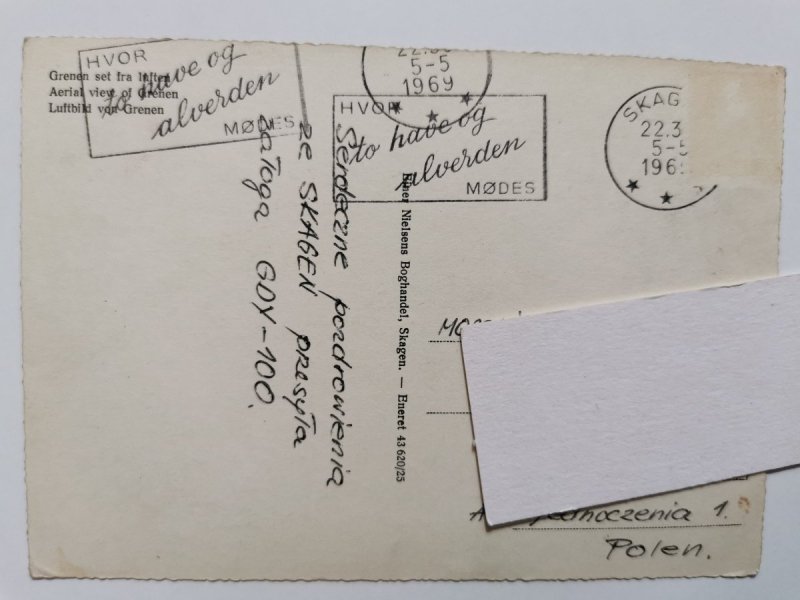 HVOR
to have og
alverden
MØDES
Grenen set fra luften
Aerial view of Grenen
Luftbild von Grenen
5-5
1969
HVOR
to have og
alverden
MØDES
SKAG
22.3
5-5
196
Serdeczne pozdrowienia
ze SKAGEN przesyła
załoga GDY-100.
Einer Nielsens Boghandel, Skagen. — Eneret 43 620/25
1.
Polen.